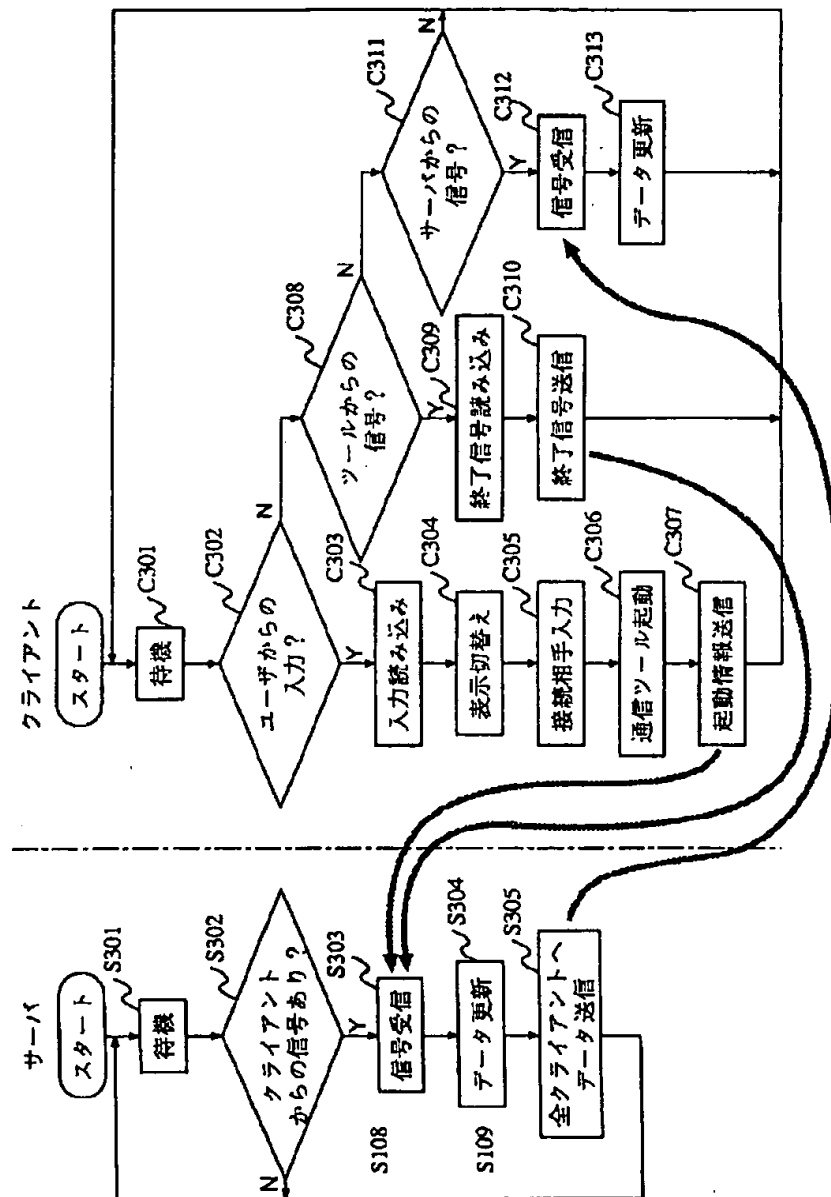 サーバ
スタート
S301
待機
S302
クライアント
からの信号あり?
N
Y
S303
信号受信
S108
S304
データ更新
S109
S305
全クライアントへ
データ送信
クライアント
スタート
C301
待機
C302
ユーザからの
入力?
N
Y
C303
入力読み込み
C304
表示切替え
C305
接続相手入力
C306
通信ツール起動
C307
起動情報送信
C308
ツールからの
信号?
N
Y
C309
終了信号読み込み
C310
終了信号送信
C311
サーバからの
信号?
N
Y
C312
信号受信
C313
データ更新